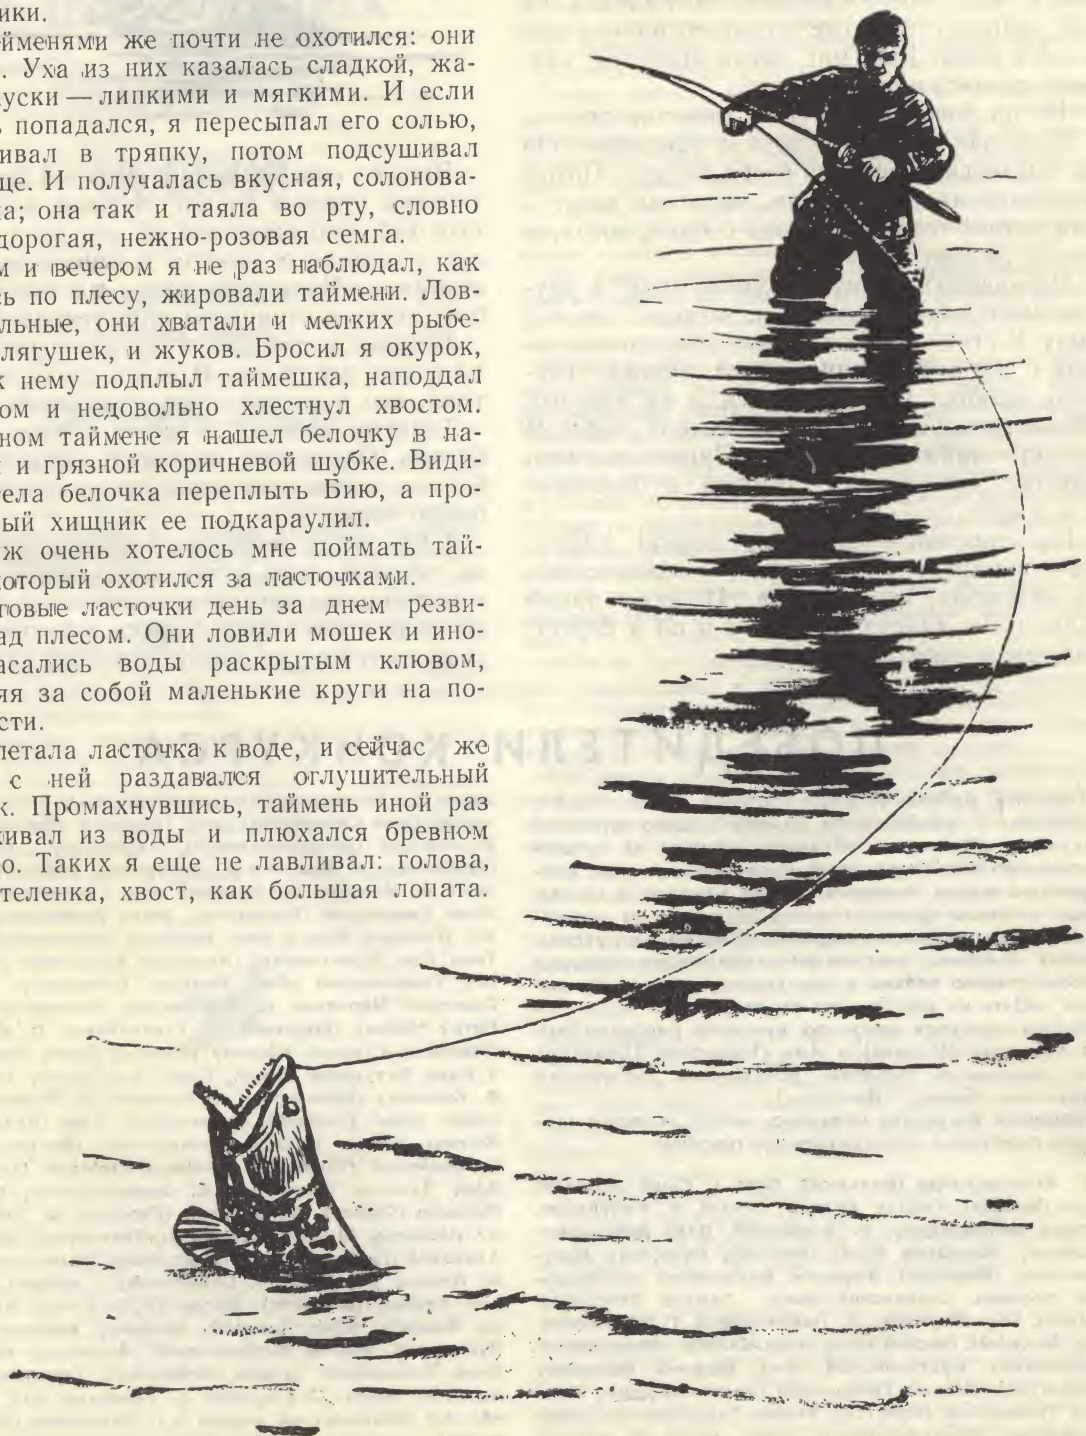 ики.
йменями же почти не охотился: они
. Уха из них казалась сладкой, жа-
уски — липкими и мягкими. И если
ь попадался, я пересыпал его солью,
ивал в тряпку, потом подсушивал
це. И получалась вкусная, солонова-
на; она так и таяла во рту, словно
дорогая, нежно-розовая семга.
м и вечером я не раз наблюдал, как
сь по плесу, жировали таймени. Лов-
льные, они хватали и мелких рыбе-
лягушек, и жуков. Бросил я окурок,
к нему подплыл таймешка, наподдал
ом и недовольно хлестнул хвостом.
ном таймене я нашел белочку в на-
и и грязной коричневой шубке. Види-
тела белочка переплыть Бию, а про-
ый хищник ее подкараулил.
уж очень хотелось мне поймать тай-
который охотился за ласточками.
говые ласточки день за днем резви-
ад плесом. Они ловили мошек и ино-
асались воды раскрытым клювом,
яя за собой маленькие круги на по-
сти.
летала ласточка к воде, и сейчас же
с ней раздавался оглушительный
к. Промахнувшись, таймень иной раз
кивал из воды и плюхался бревном
о. Таких я еще не лавливал: голова,
теленка, хвост, как большая лопата.